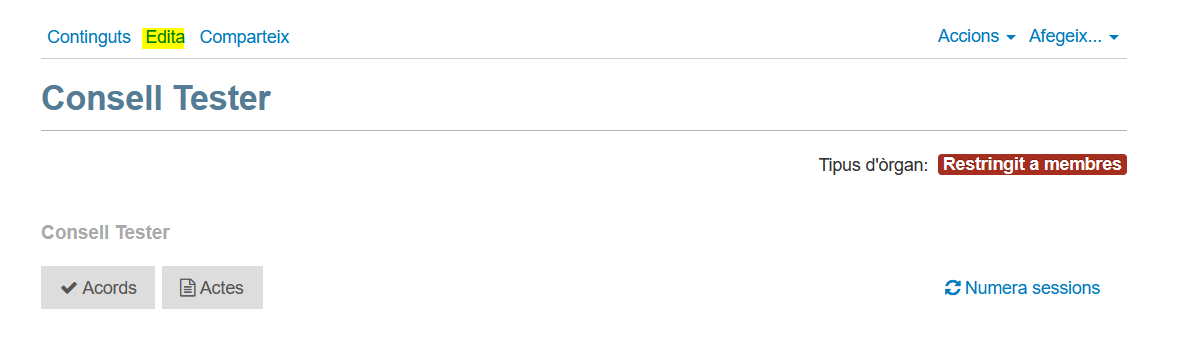 Continguts Edita Comparteix Accions Afegeix...
Consell Tester
Tipus d'òrgan: Restringit a membres
Consell Tester
Acords Actes Numera sessions